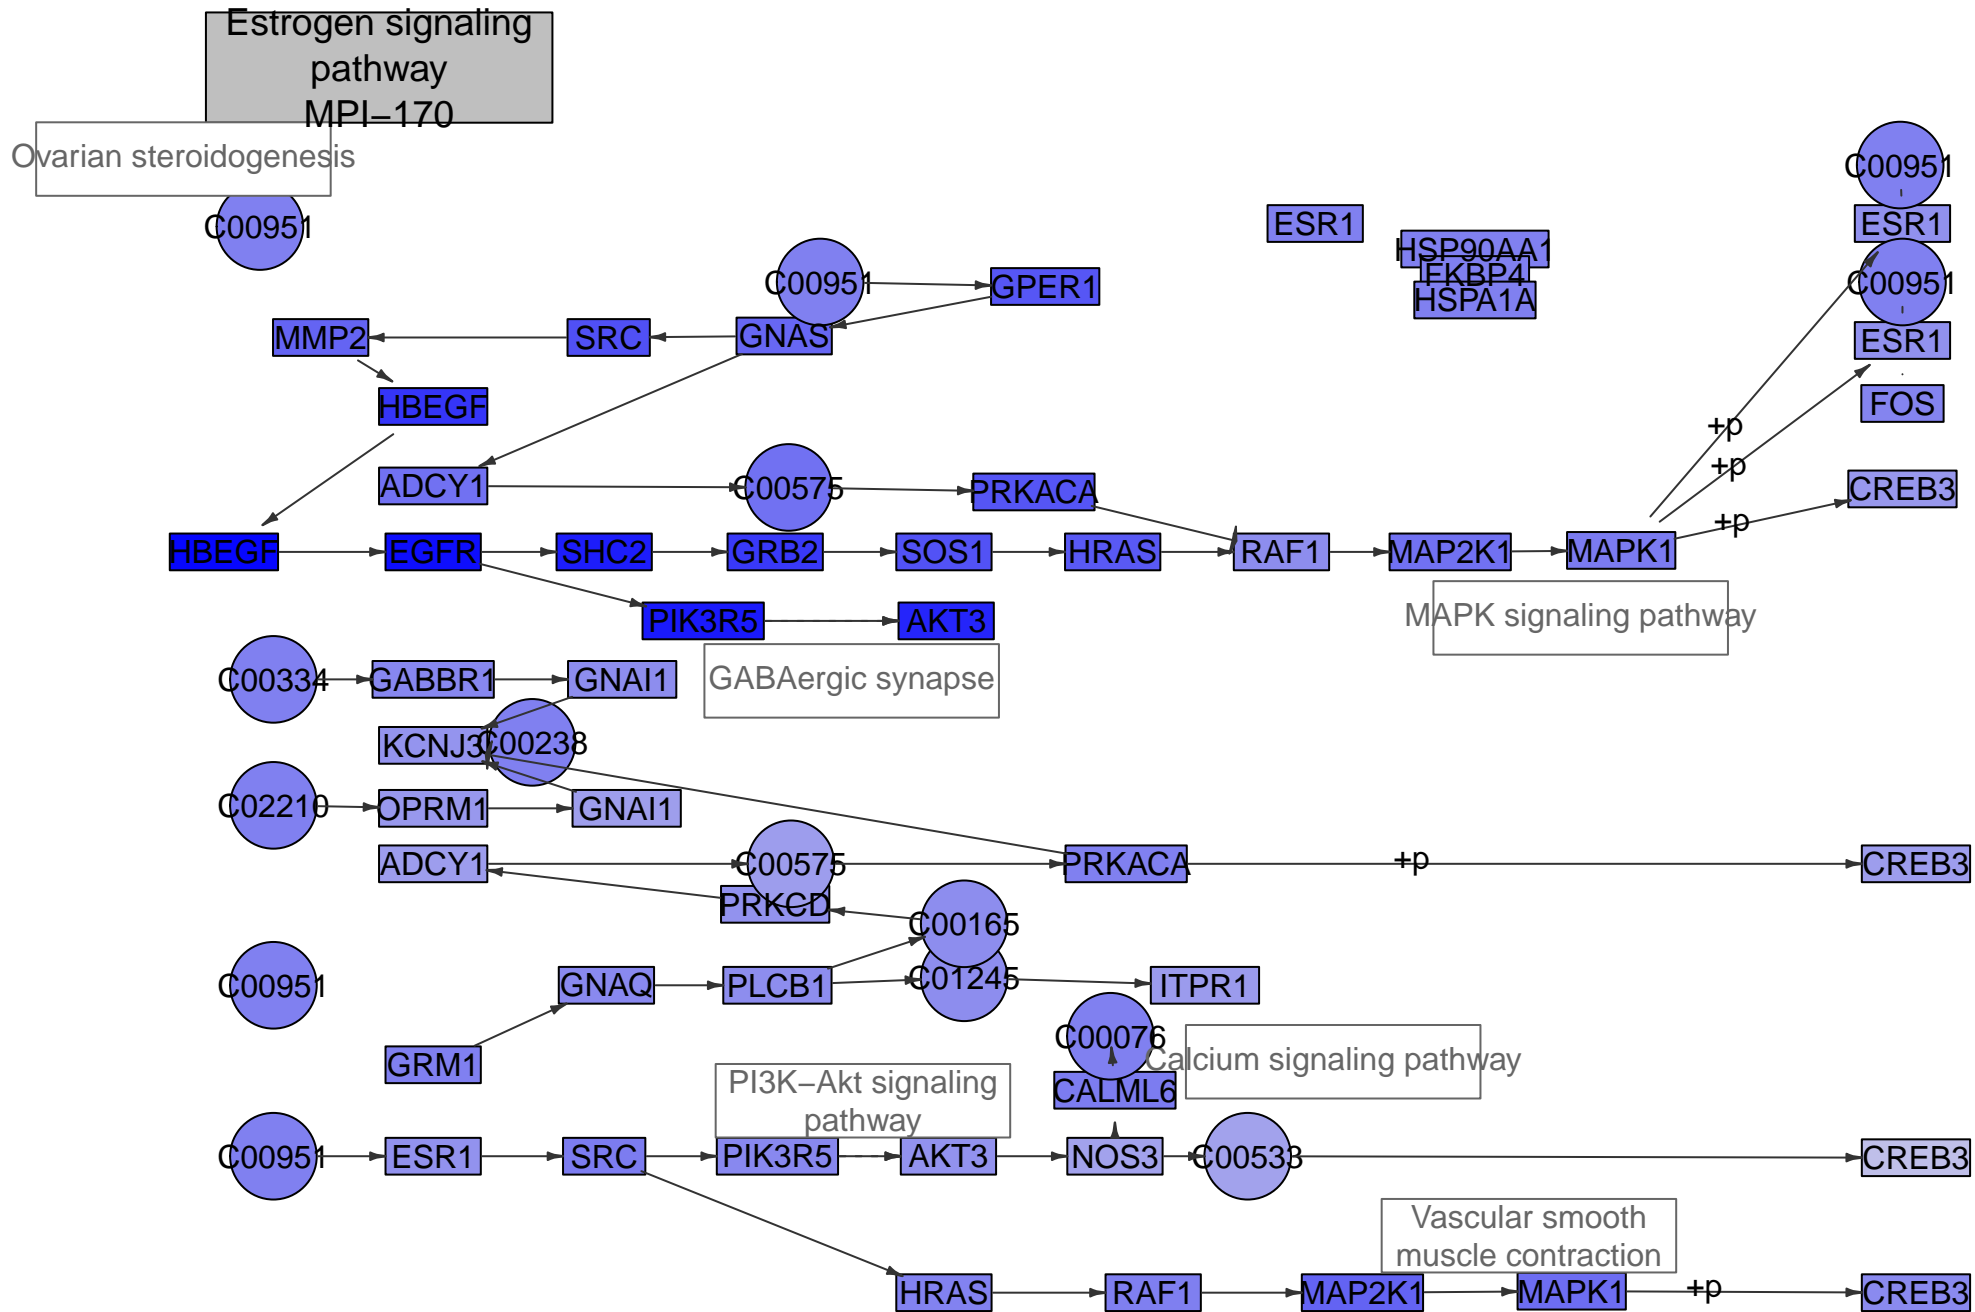 Estrogen signaling
pathway
MPI−170
Ovarian steroidogenesis
C00951
C00951
ESR1
ESR1
HSP90AA1
FKBP4
HSPA1A
C00951
GPER1
C00951
ESR1
MMP2
SRC
GNAS
HBEGF
FOS
+p
+p
+p
ADCY1
C00575
PRKACA
CREB3
HBEGF
EGFR
SHC2
GRB2
SOS1
HRAS
RAF1
MAP2K1
MAPK1
PIK3R5
AKT3
MAPK signaling pathway
C00334
GABBR1
GNAI1
GABAergic synapse
KCNJ3
C00238
C02210
OPRM1
GNAI1
ADCY1
C00575
PRKACA
+p
CREB3
PRKCD
C00165
C00951
GNAQ
PLCB1
C01245
ITPR1
GRM1
C00076
Calcium signaling pathway
CALML6
PI3K−Akt signaling
pathway
C00951
ESR1
SRC
PIK3R5
AKT3
NOS3
C00533
CREB3
Vascular smooth
muscle contraction
HRAS
RAF1
MAP2K1
MAPK1
+p
CREB3